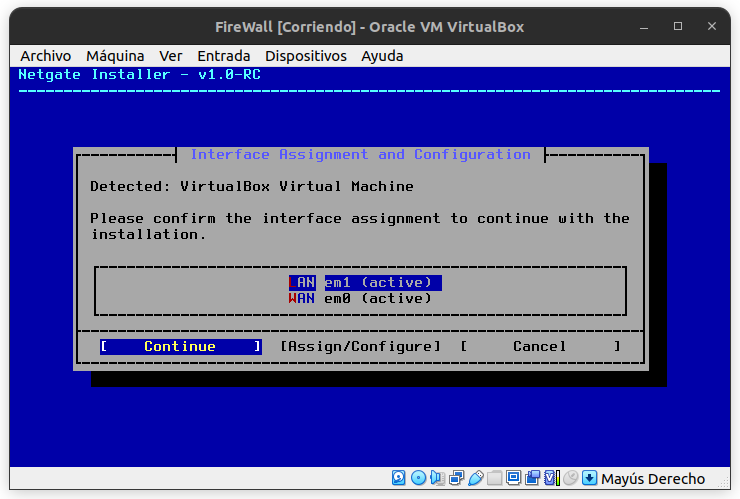 FireWall [Corriendo] - Oracle VM VirtualBox
Archivo Máquina Ver Entrada Dispositivos Ayuda
Netgate Installer - v1.0-RC
Interface Assignment and Configuration
Detected: VirtualBox Virtual Machine
Please confirm the interface assignment to continue with the
installation.
LAN em1 (active)
WAN em0 (active)
[ Continue ] [Assign/Configure] [ Cancel ]
Mayús Derecho